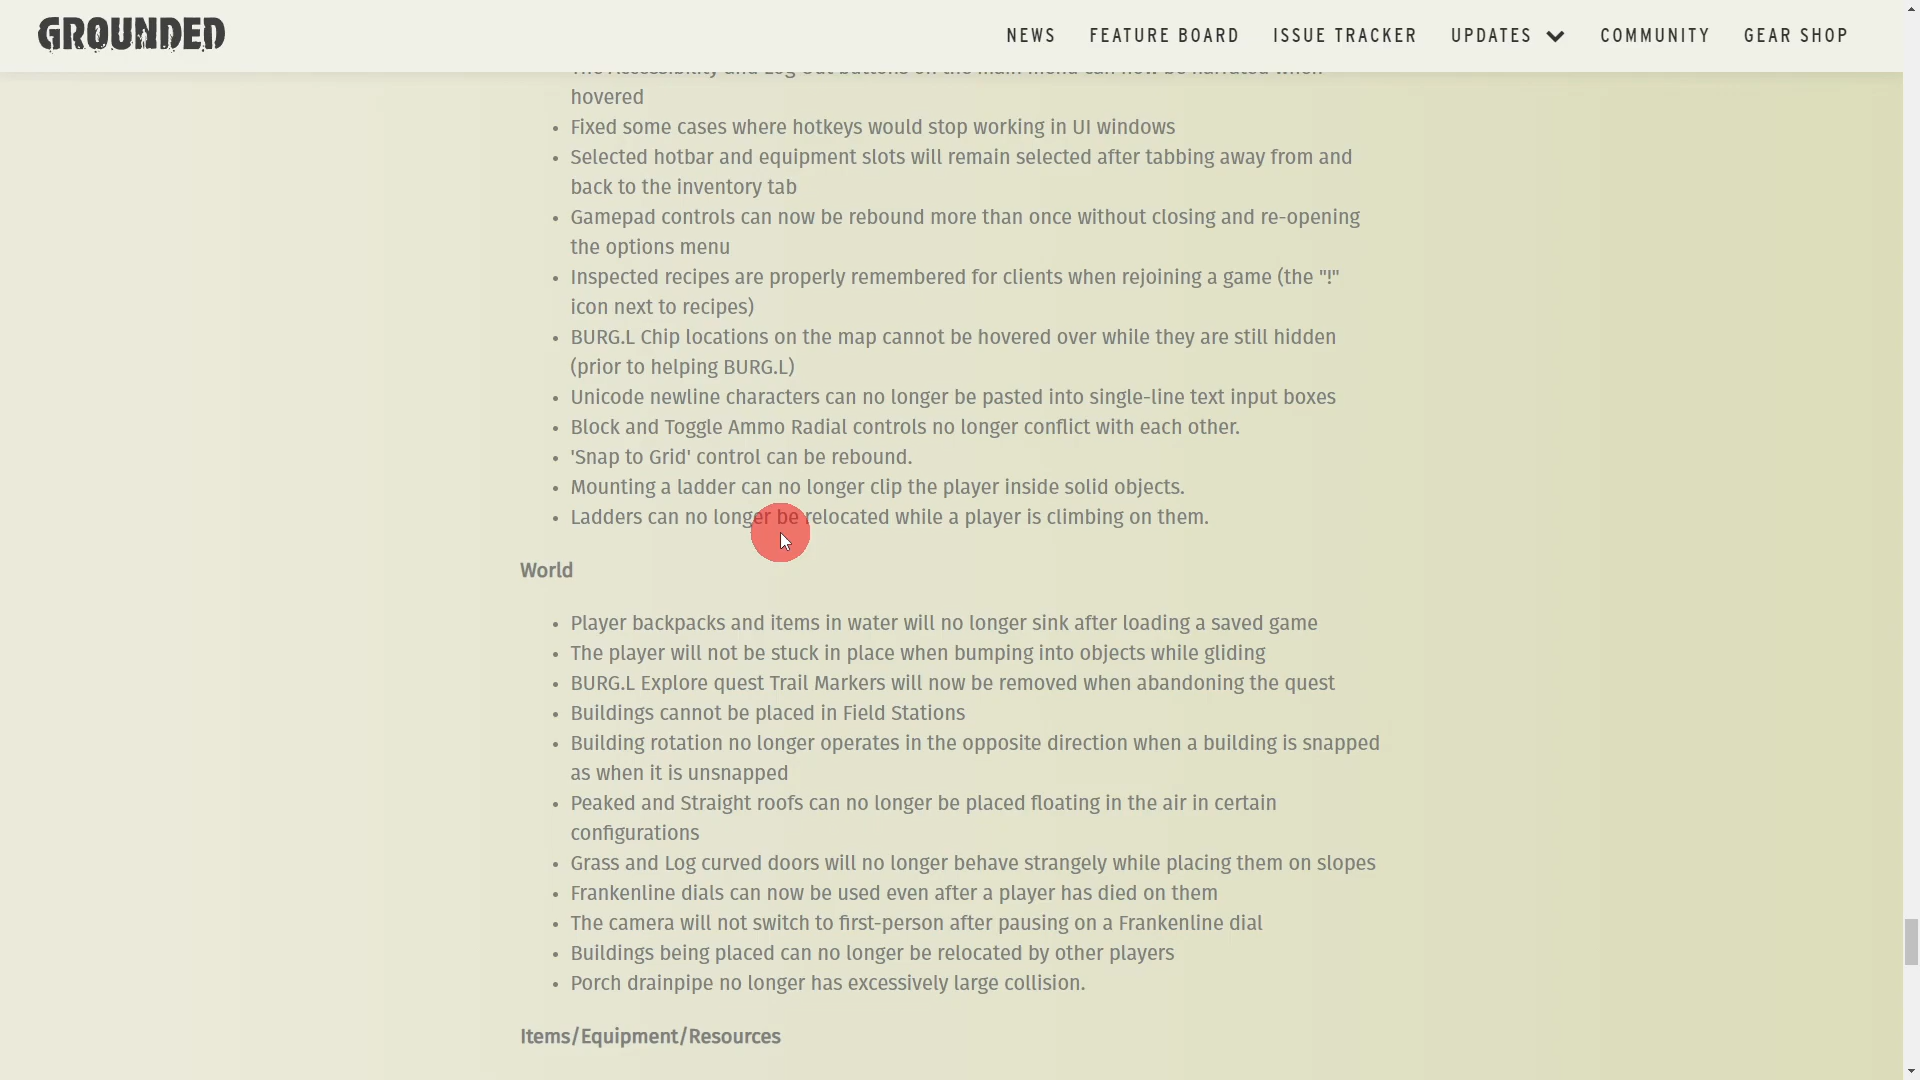 GROUNDED
NEWS FEATURE BOARD ISSUE TRACKER UPDATES COMMUNITY GEAR SHOP
The Accessibility and Log Out buttons on the main menu can now be narrated when
hovered
• Fixed some cases where hotkeys would stop working in UI windows
• Selected hotbar and equipment slots will remain selected after tabbing away from and
back to the inventory tab
• Gamepad controls can now be rebound more than once without closing and re-opening
the options menu
• Inspected recipes are properly remembered for clients when rejoining a game (the "!"
icon next to recipes)
• BURG.L Chip locations on the map cannot be hovered over while they are still hidden
(prior to helping BURG.L)
• Unicode newline characters can no longer be pasted into single-line text input boxes
• Block and Toggle Ammo Radial controls no longer conflict with each other.
• 'Snap to Grid' control can be rebound.
• Mounting a ladder can no longer clip the player inside solid objects.
• Ladders can no longer be relocated while a player is climbing on them.
World
• Player backpacks and items in water will no longer sink after loading a saved game
• The player will not be stuck in place when bumping into objects while gliding
• BURG.L Explore quest Trail Markers will now be removed when abandoning the quest
• Buildings cannot be placed in Field Stations
• Building rotation no longer operates in the opposite direction when a building is snapped
as when it is unsnapped
• Peaked and Straight roofs can no longer be placed floating in the air in certain
configurations
• Grass and Log curved doors will no longer behave strangely while placing them on slopes
• Frankenline dials can now be used even after a player has died on them
• The camera will not switch to first-person after pausing on a Frankenline dial
• Buildings being placed can no longer be relocated by other players
• Porch drainpipe no longer has excessively large collision.
Items/Equipment/Resources